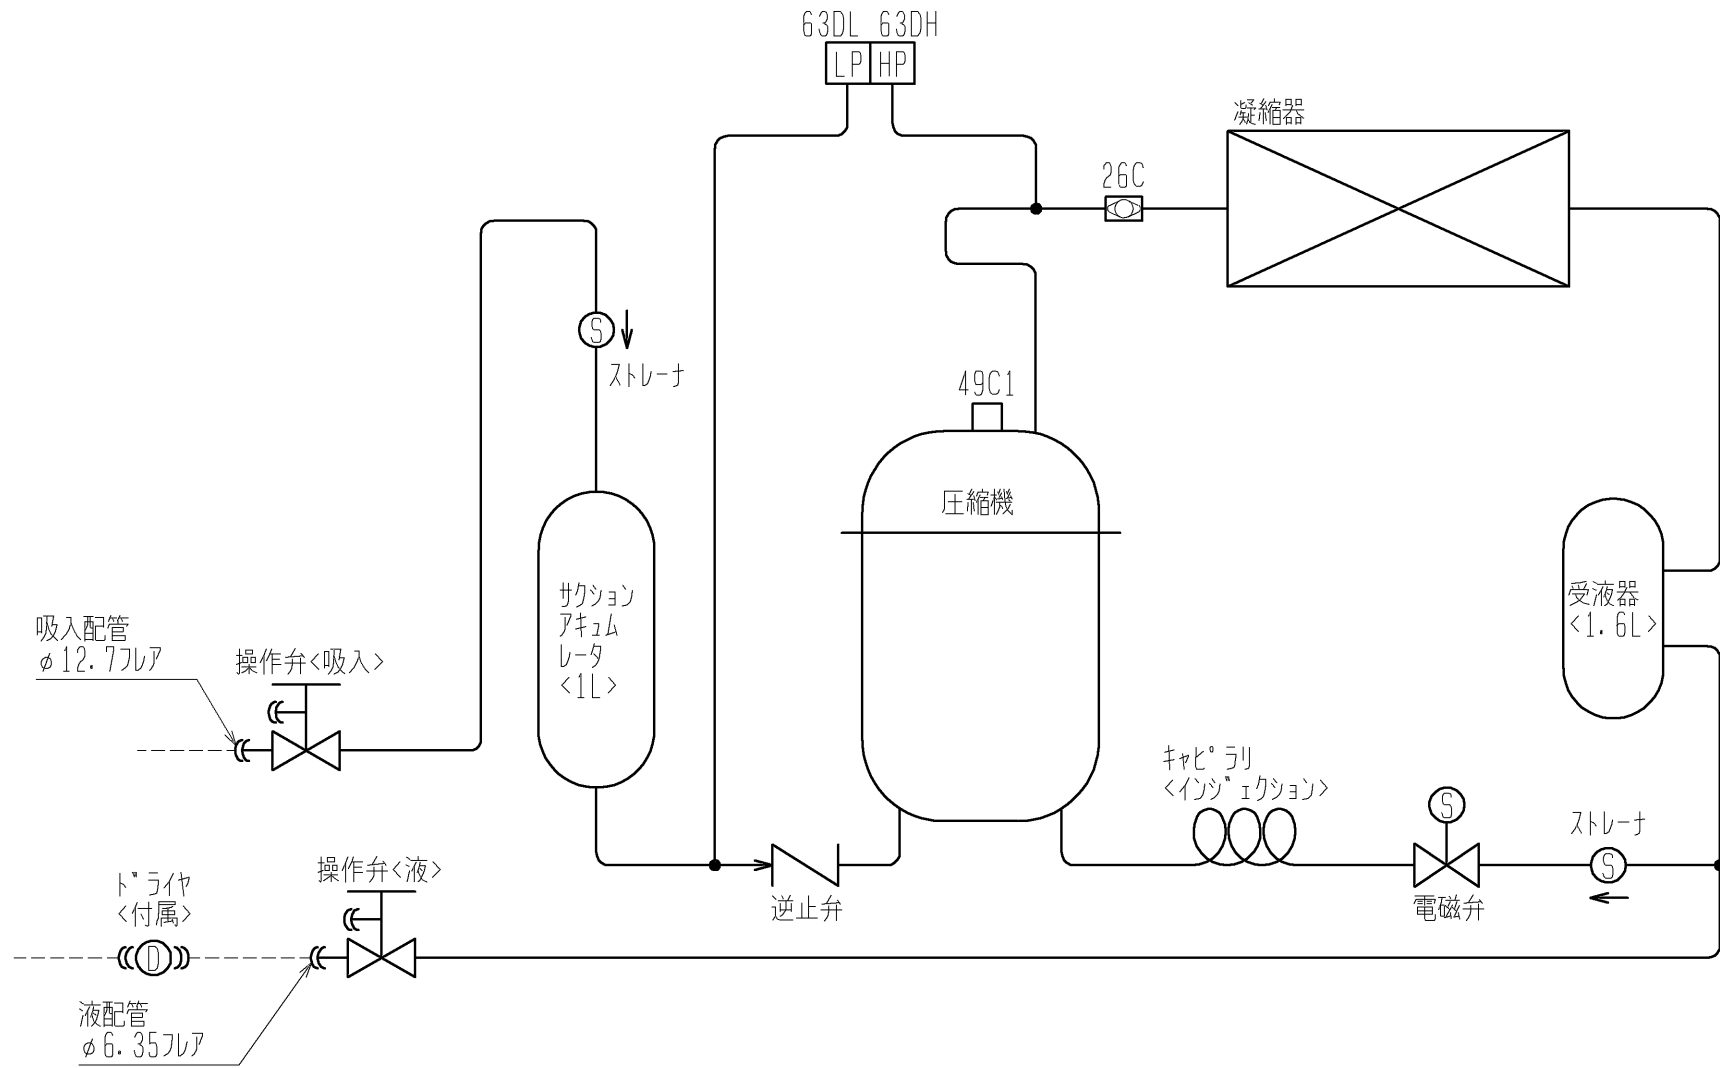 63DL 63DH
LP HP
凝縮器
26C
S
ストレーナ
49C1
圧縮機
サクション
アキュム
レータ
<1L>
受液器
<1.6L>
吸入配管
φ12.7フレア
操作弁<吸入>
キャピラリ
<インジェクション>
S
ストレーナ
S
電磁弁
逆止弁
操作弁<液>
ドライヤ
<付属>
D
液配管
φ6.35フレア